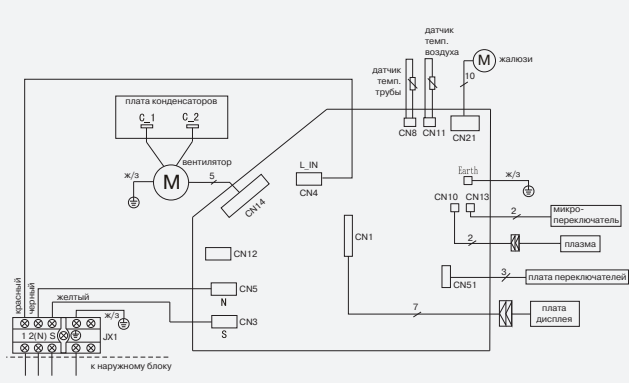 датчик
темп.
воздуха
датчик
темп.
трубы
M
жалюзи
10
CN8
CN11
CN21
плата конденсаторов
C_1
C_2
вентилятор
ж/з
M
5
CN14
L_IN
CN4
Earth
ж/з
CN10
CN13
2
микро-
переключатель
2
плазма
CN1
CN12
CN51
3
плата переключателей
CN5
N
7
плата
дисплея
CN3
S
красный
черный
желтый
ж/з
1 2(N) S
JX1
к наружному блоку